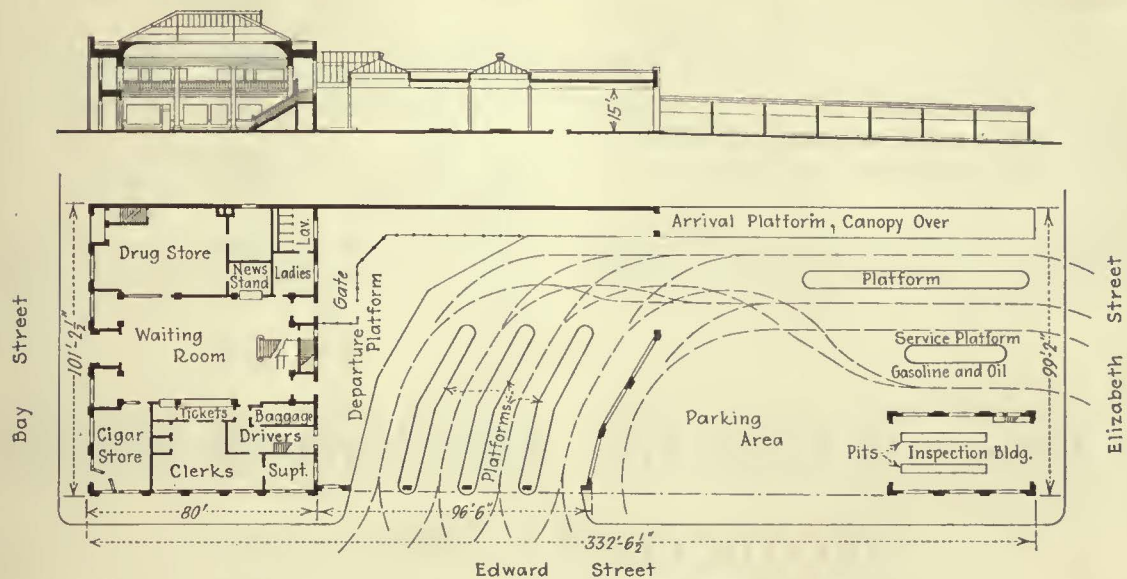 15'
Arrival Platform, Canopy Over
Drug Store
Lav.
News
Stand
Ladies
Gate
Platform
Departure
Platform
Waiting
Room
Service Platform
Gasoline and Oil
Bay Street
101'-2½"
99'-2"
Elizabeth Street
Tickets
Baggage
Cigar
Store
Drivers
Clerks
Supt.
Platforms
Parking
Area
Pits
Inspection Bldg.
80'
96'6"
332'-6½"
Edward Street